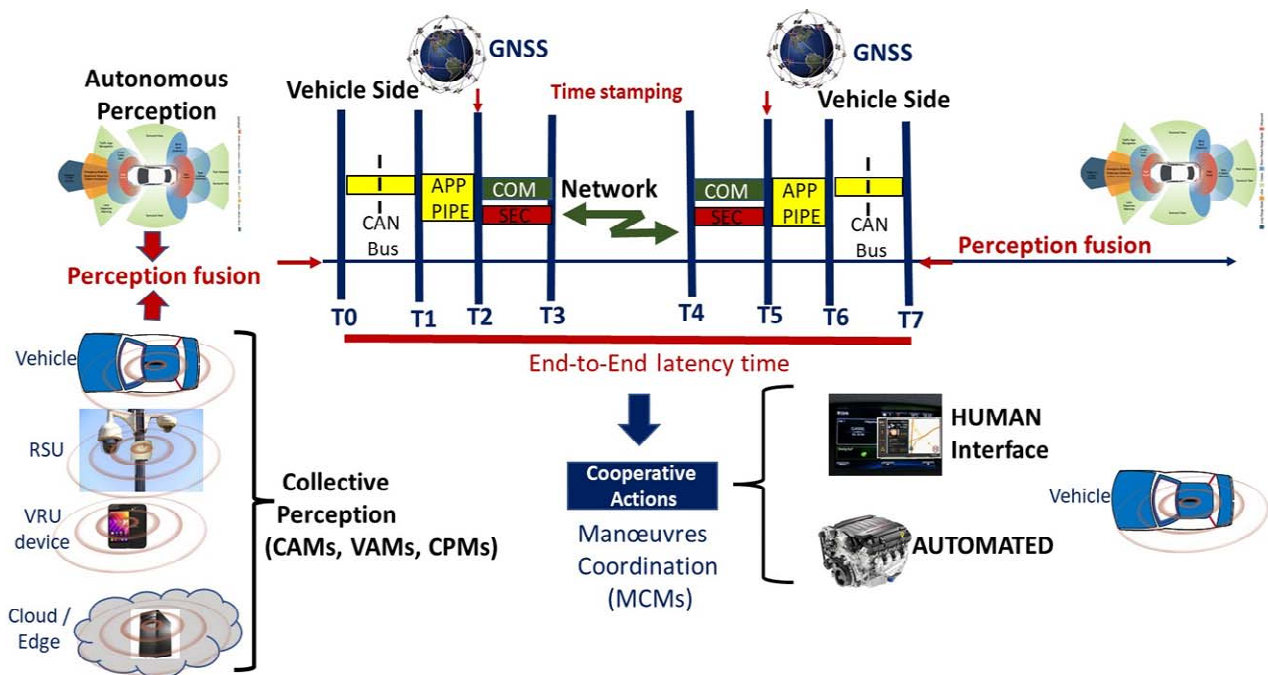 GNSS
GNSS
Autonomous
Perception
Vehicle Side
Time stamping
Vehicle Side
APP
PIPE
COM
SEC
CAN
Bus
Network
COM
SEC
APP
PIPE
CAN
Bus
Perception fusion
Perception fusion
T0
T1
T2
T3
T4
T5
T6
T7
End-to-End latency time
Vehicle
RSU
VRU
device
Cloud /
Edge
Collective
Perception
(CAMs, VAMs, CPMs)
Cooperative
Actions
Manœuvres
Coordination
(MCMs)
HUMAN
Interface
AUTOMATED
Vehicle